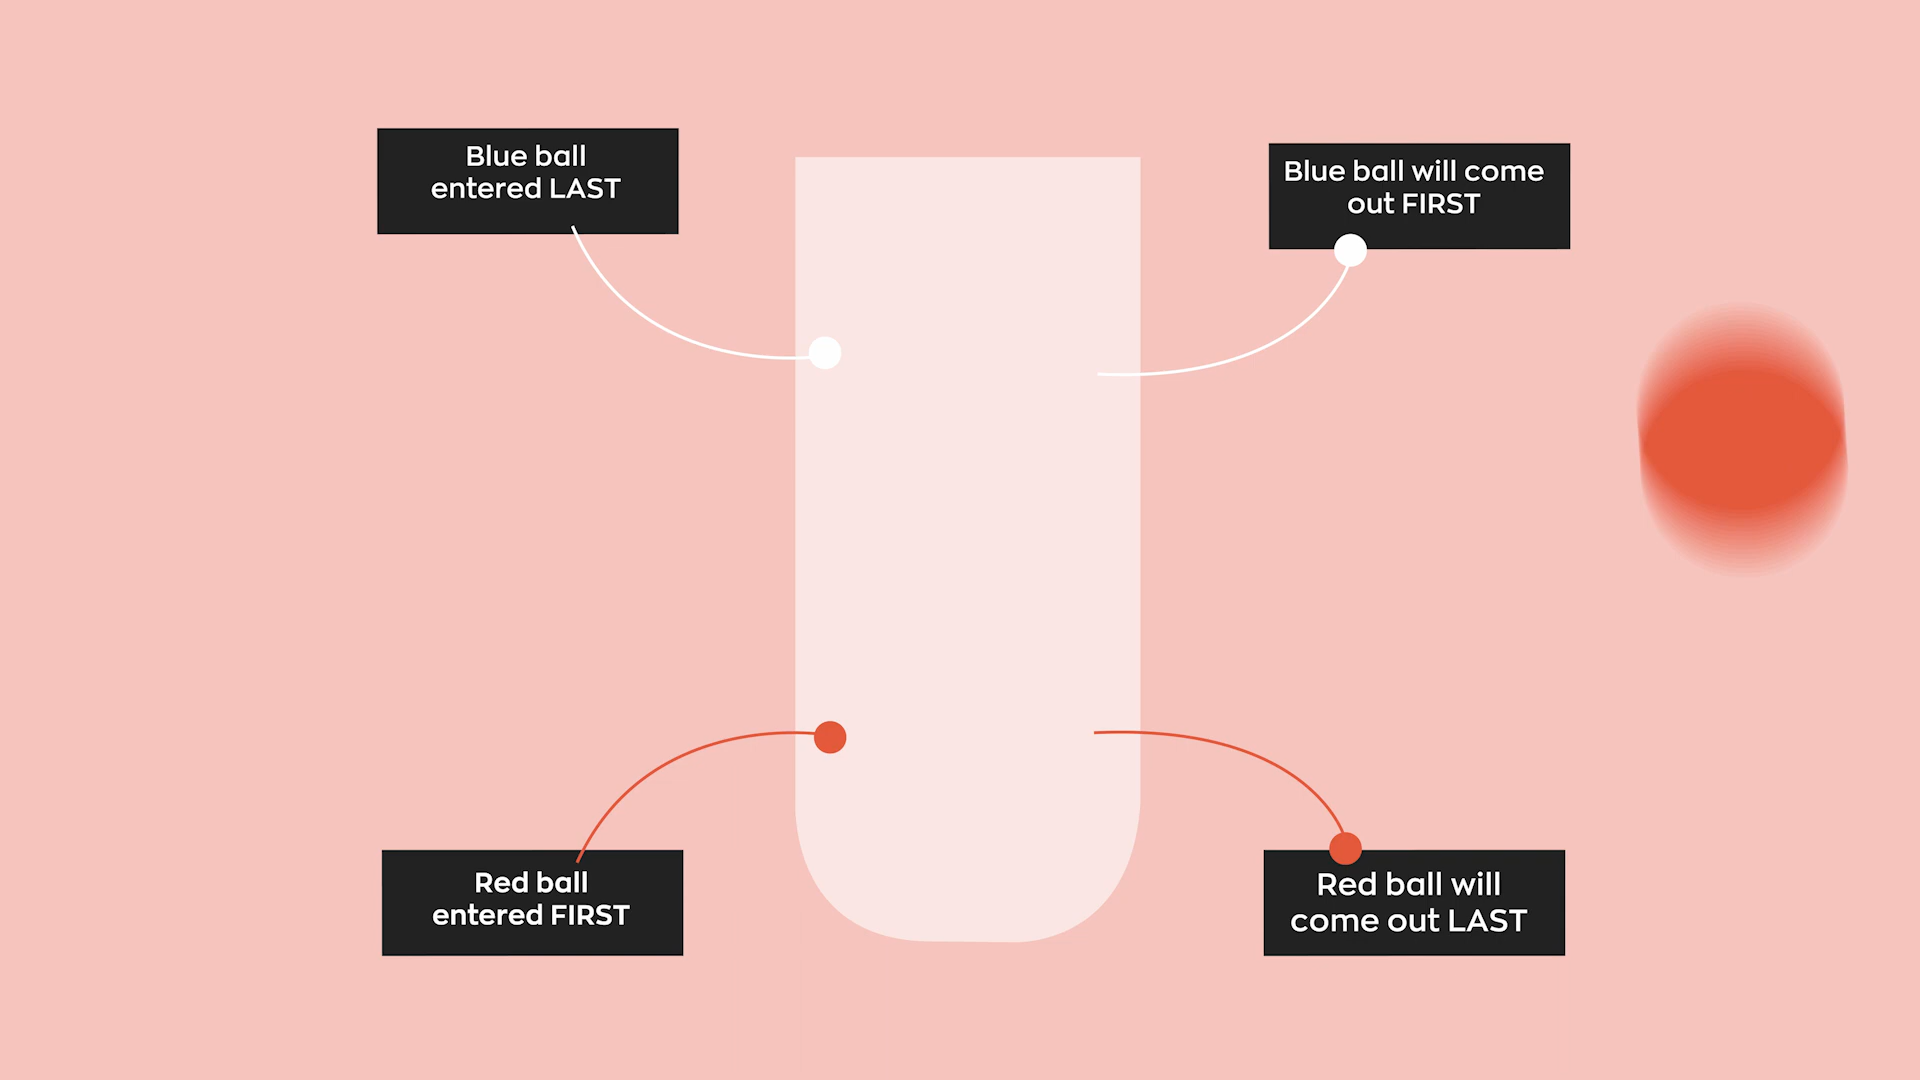 Blue ball
entered LAST
Blue ball will come
out FIRST
Red ball
entered FIRST
Red ball will
come out LAST